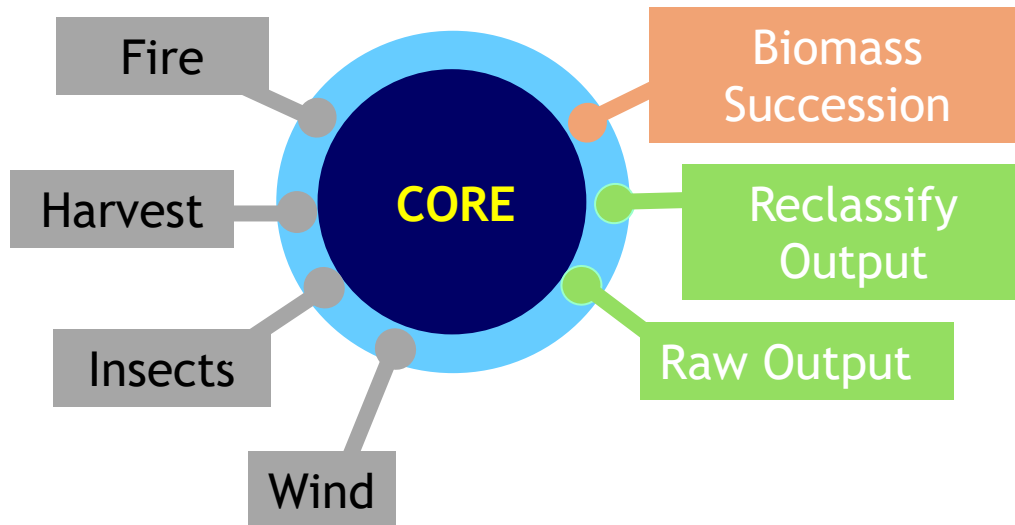 Fire
Biomass
Succession
Harvest
CORE
Reclassify
Output
Insects
Raw Output
Wind